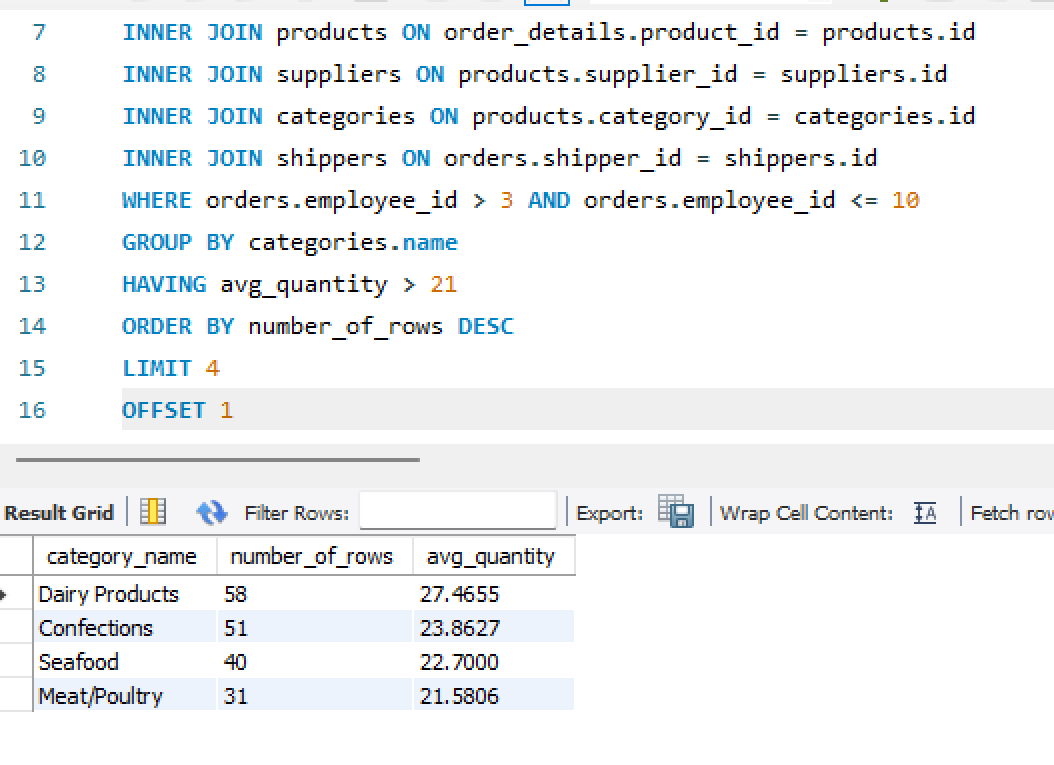 7 INNER JOIN products ON order_details.product_id = products.id
8 INNER JOIN suppliers ON products.supplier_id = suppliers.id
9 INNER JOIN categories ON products.category_id = categories.id
10 INNER JOIN shippers ON orders.shipper_id = shippers.id
11 WHERE orders.employee_id > 3 AND orders.employee_id <= 10
12 GROUP BY categories.name
13 HAVING avg_quantity > 21
14 ORDER BY number_of_rows DESC
15 LIMIT 4
16 OFFSET 1
Result Grid Filter Rows: Export: Wrap Cell Content: Fetch row
category_name number_of_rows avg_quantity
Dairy Products 58 27.4655
Confections 51 23.8627
Seafood 40 22.7000
Meat/Poultry 31 21.5806